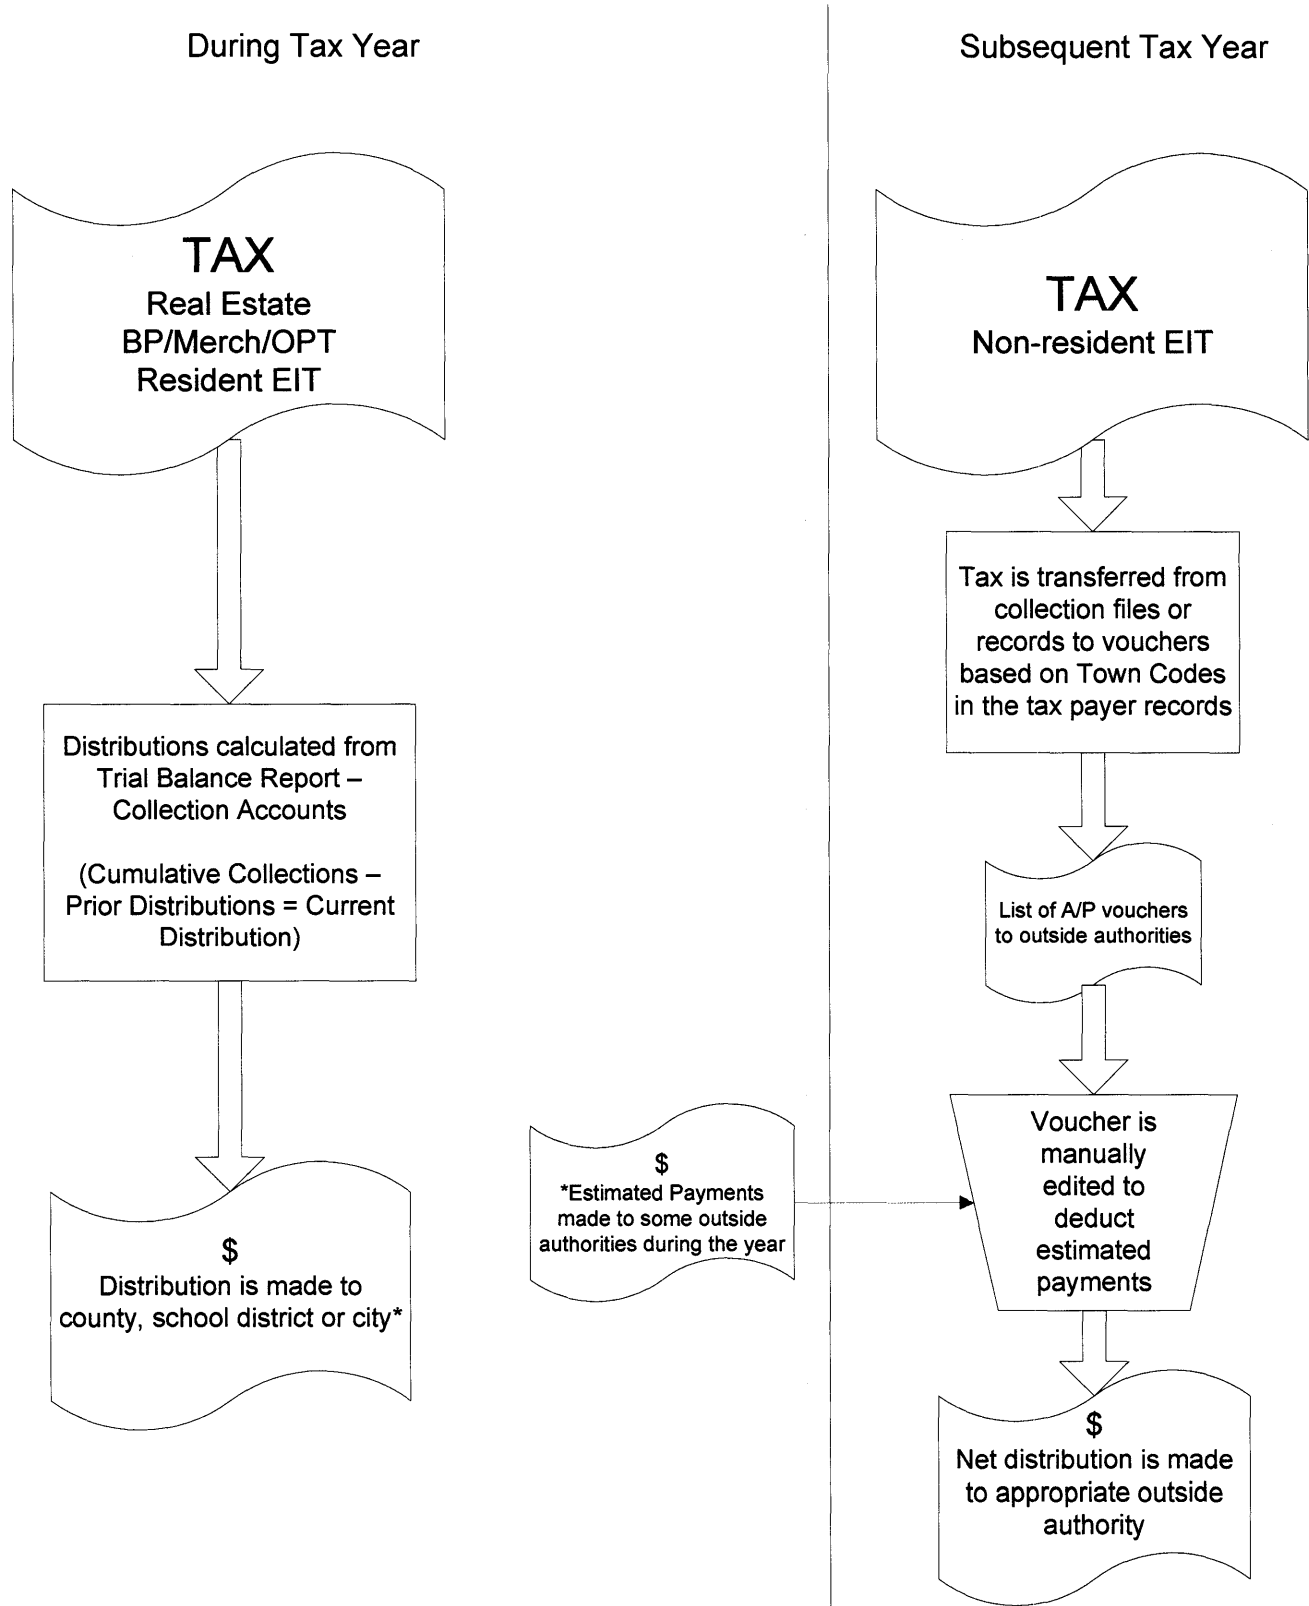 During Tax Year
Subsequent Tax Year
TAX
Real Estate
BP/Merch/OPT
Resident EIT
Distributions calculated from
Trial Balance Report –
Collection Accounts
(Cumulative Collections –
Prior Distributions = Current
Distribution)
$
Distribution is made to
county, school district or city*
$
*Estimated Payments
made to some outside
authorities during the year
TAX
Non-resident EIT
Tax is transferred from
collection files or
records to vouchers
based on Town Codes
in the tax payer records
List of A/P vouchers
to outside authorities
Voucher is
manually
edited to
deduct
estimated
payments
$
Net distribution is made
to appropriate outside
authority